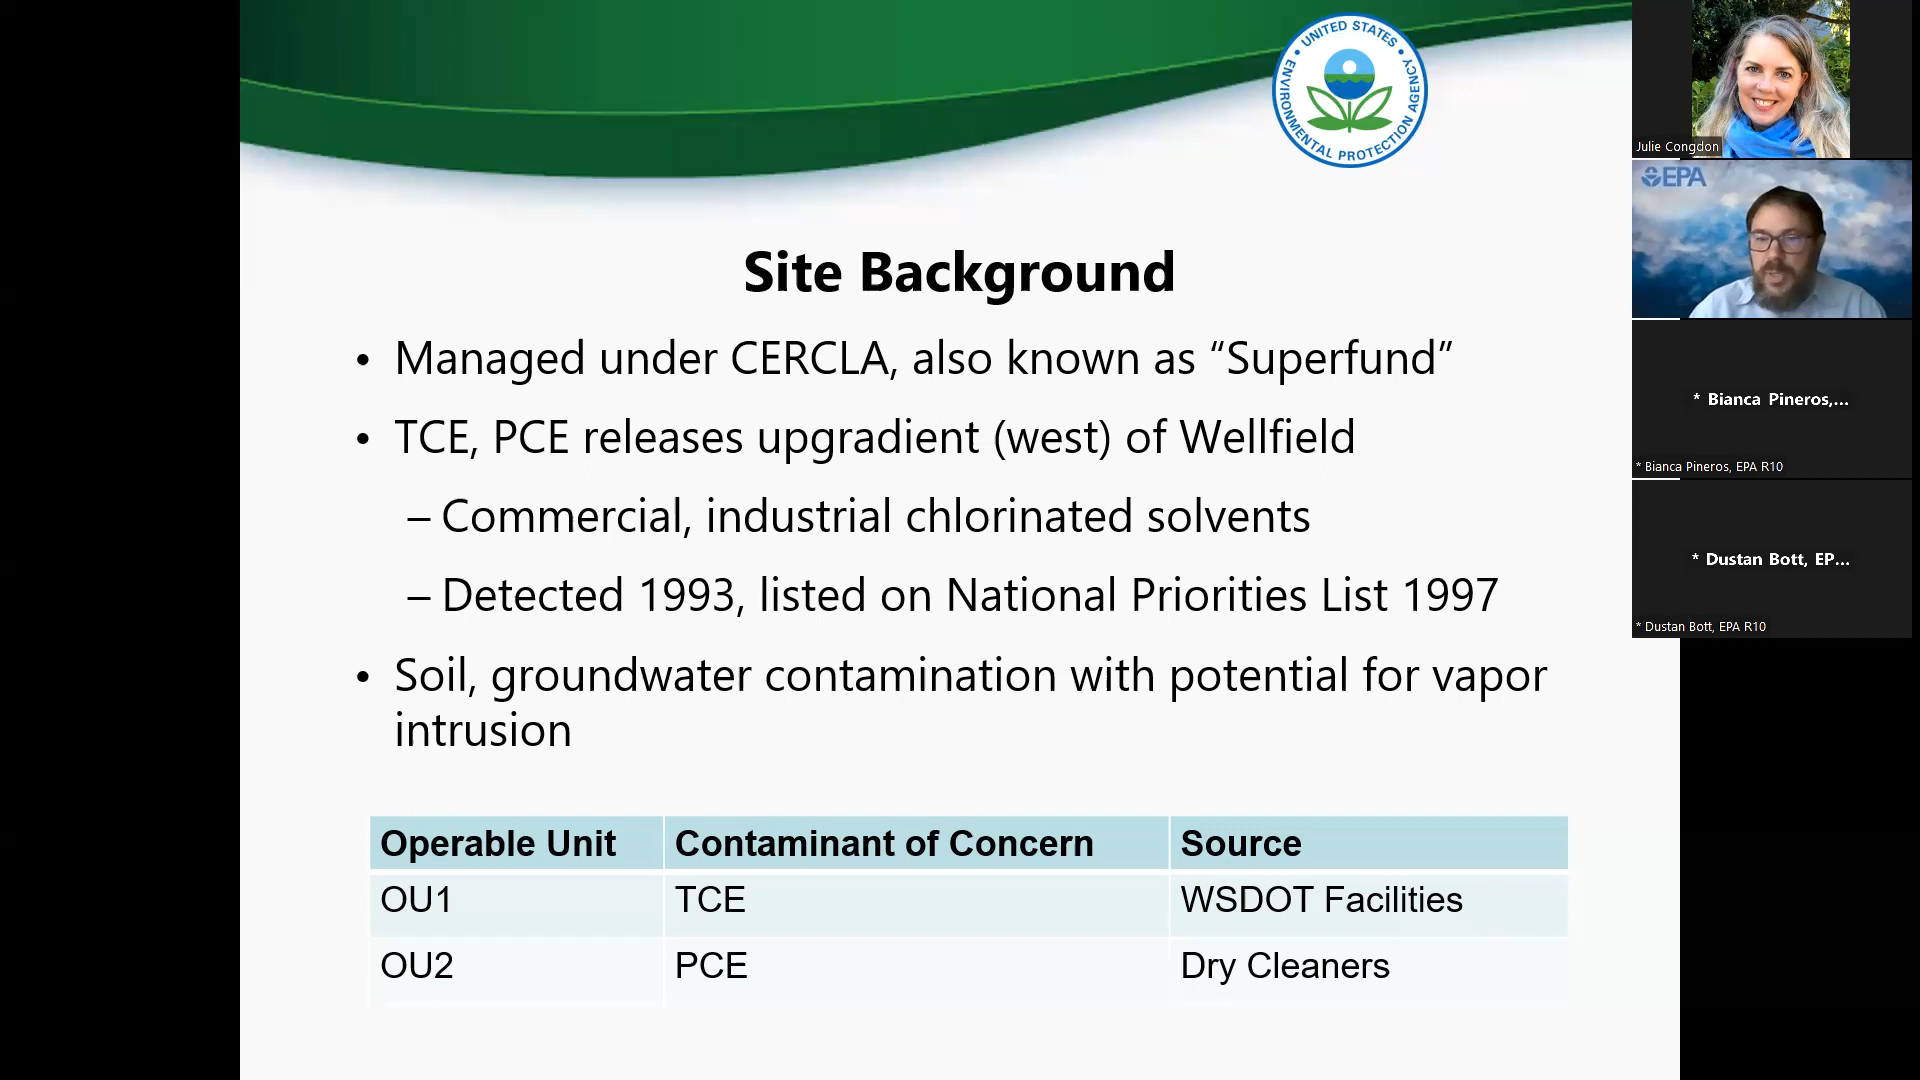 UNITED STATES
ENVIRONMENTAL PROTECTION AGENCY
Site Background
• Managed under CERCLA, also known as “Superfund”
• TCE, PCE releases upgradient (west) of Wellfield
– Commercial, industrial chlorinated solvents
– Detected 1993, listed on National Priorities List 1997
• Soil, groundwater contamination with potential for vapor
intrusion
Operable Unit Contaminant of Concern Source
OU1 TCE WSDOT Facilities
OU2 PCE Dry Cleaners
Julie Congdon
EPA
* Bianca Pineros,...
* Bianca Pineros, EPA R10
* Dustan Bott, EP...
* Dustan Bott, EPA R10